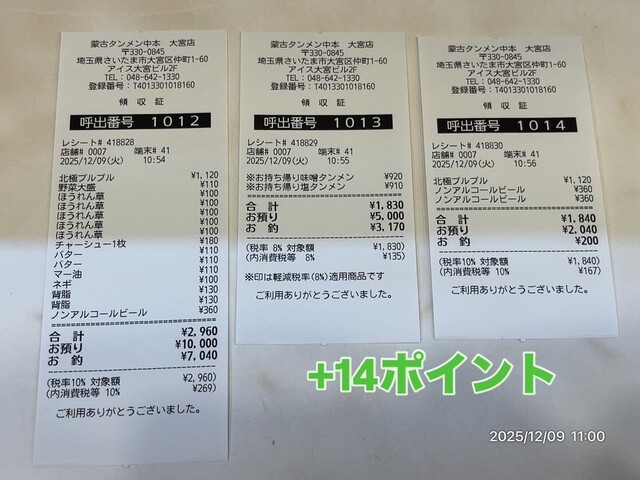 蒙古タンメン中本 大宮店
〒330-0845
埼玉県さいたま市大宮区仲町1-60
アイス大宮ビル2F
TEL：048-642-1330
登録番号：T4013301018160
領 収 証
呼出番号 1012
レシート# 418828
店舗# 0007 端末# 41
2025/12/09(火) 10:54
北極プルプル ¥1,120
野菜大盛 ¥110
ほうれん草 ¥100
ほうれん草 ¥100
ほうれん草 ¥100
ほうれん草 ¥100
ほうれん草 ¥100
チャーシュー1枚 ¥180
バター ¥110
バター ¥110
マー油 ¥110
ネギ ¥100
背脂 ¥130
背脂 ¥130
ノンアルコールビール ¥360
合 計 ¥2,960
お預り ¥10,000
お 釣 ¥7,040
(税率10% 対象額 ¥2,960)
(内消費税等 10% ¥269)
ご利用ありがとうございました。
蒙古タンメン中本 大宮店
〒330-0845
埼玉県さいたま市大宮区仲町1-60
アイス大宮ビル2F
TEL：048-642-1330
登録番号：T4013301018160
領 収 証
呼出番号 1013
レシート# 418829
店舗# 0007 端末# 41
2025/12/09(火) 10:55
※お持ち帰り味噌タンメン ¥920
※お持ち帰り塩タンメン ¥910
合 計 ¥1,830
お預り ¥5,000
お 釣 ¥3,170
(税率 8% 対象額 ¥1,830)
(内消費税等 8% ¥135)
※印は軽減税率(8%)適用商品です
ご利用ありがとうございました。
蒙古タンメン中本 大宮店
〒330-0845
埼玉県さいたま市大宮区仲町1-60
アイス大宮ビル2F
TEL：048-642-1330
登録番号：T4013301018160
領 収 証
呼出番号 1014
レシート# 418830
店舗# 0007 端末# 41
2025/12/09(火) 10:56
北極プルプル ¥1,120
ノンアルコールビール ¥360
ノンアルコールビール ¥360
合 計 ¥1,840
お預り ¥2,040
お 釣 ¥200
(税率10% 対象額 ¥1,840)
(内消費税等 10% ¥167)
ご利用ありがとうございました。
+14ポイント
2025/12/09 11:00